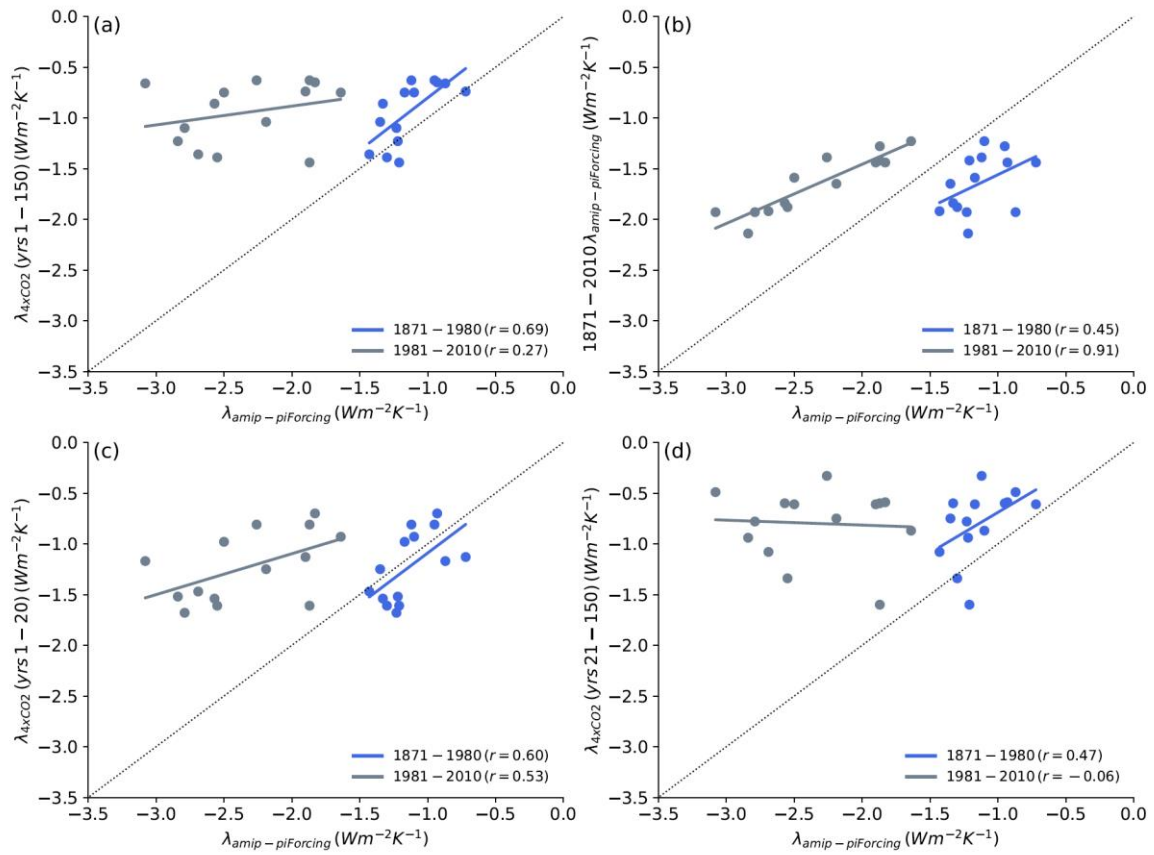 (a)
0.0
−0.5
−1.0
−1.5
−2.0
−2.5
−3.0
−3.5
λ4xCO2 (yrs 1 − 150) (Wm−2K−1)
1871 − 1980 (r = 0.69)
1981 − 2010 (r = 0.27)
−3.5 −3.0 −2.5 −2.0 −1.5 −1.0 −0.5 0.0
λamip − piForcing (Wm−2K−1)
(b)
0.0
−0.5
−1.0
−1.5
−2.0
−2.5
−3.0
−3.5
1871 − 2010 λamip − piForcing (Wm−2K−1)
1871 − 1980 (r = 0.45)
1981 − 2010 (r = 0.91)
−3.5 −3.0 −2.5 −2.0 −1.5 −1.0 −0.5 0.0
λamip − piForcing (Wm−2K−1)
(c)
0.0
−0.5
−1.0
−1.5
−2.0
−2.5
−3.0
−3.5
λ4xCO2 (yrs 1 − 20) (Wm−2K−1)
1871 − 1980 (r = 0.60)
1981 − 2010 (r = 0.53)
−3.5 −3.0 −2.5 −2.0 −1.5 −1.0 −0.5 0.0
λamip − piForcing (Wm−2K−1)
(d)
0.0
−0.5
−1.0
−1.5
−2.0
−2.5
−3.0
−3.5
λ4xCO2 (yrs 21 − 150) (Wm−2K−1)
1871 − 1980 (r = 0.47)
1981 − 2010 (r = −0.06)
−3.5 −3.0 −2.5 −2.0 −1.5 −1.0 −0.5 0.0
λamip − piForcing (Wm−2K−1)